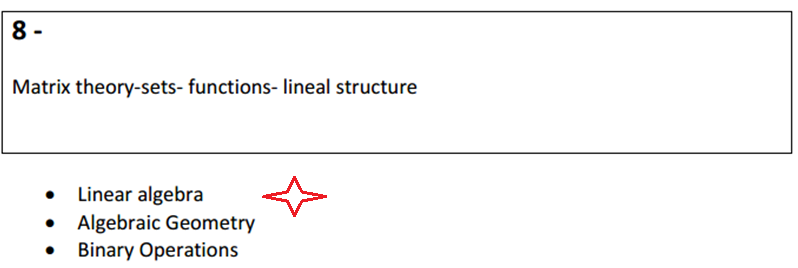 8 -
Matrix theory-sets- functions- lineal structure
• Linear algebra
• Algebraic Geometry
• Binary Operations